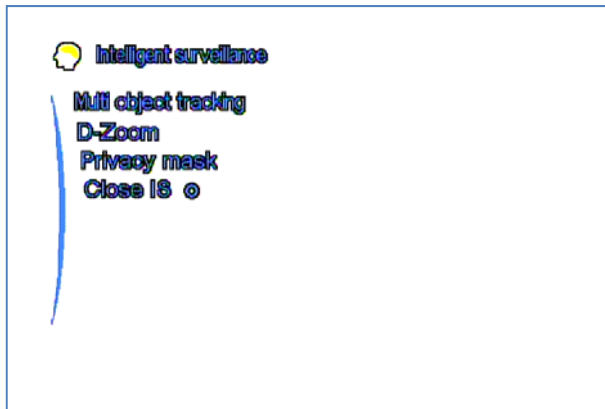 Intelligent surveillance
Multi object tracking
D-Zoom
Privacy mask
Close IS o